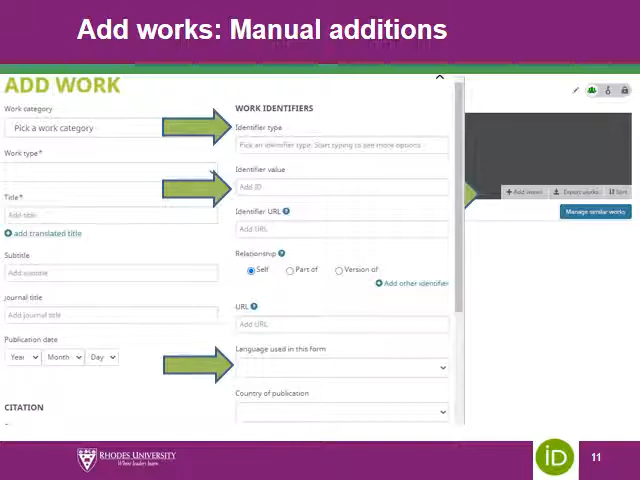 Add works: Manual additions
ADD WORK
Work category
Pick a work category
Work type*
Title*
Add title
add translated title
Subtitle
Add subtitle
Journal title
Add journal title
Publication date
Year Month Day
CITATION
WORK IDENTIFIERS
Identifier type
Pick an identifier type. Start typing to see more options
Identifier value
Add ID
Identifier URL
Add URL
Relationship
Self Part of Version of
Add other identifier
URL
Add URL
Language used in this form
Country of publication
Add works Export works Sort
Manage similar works
RHODES UNIVERSITY
Where leaders learn
iD
11